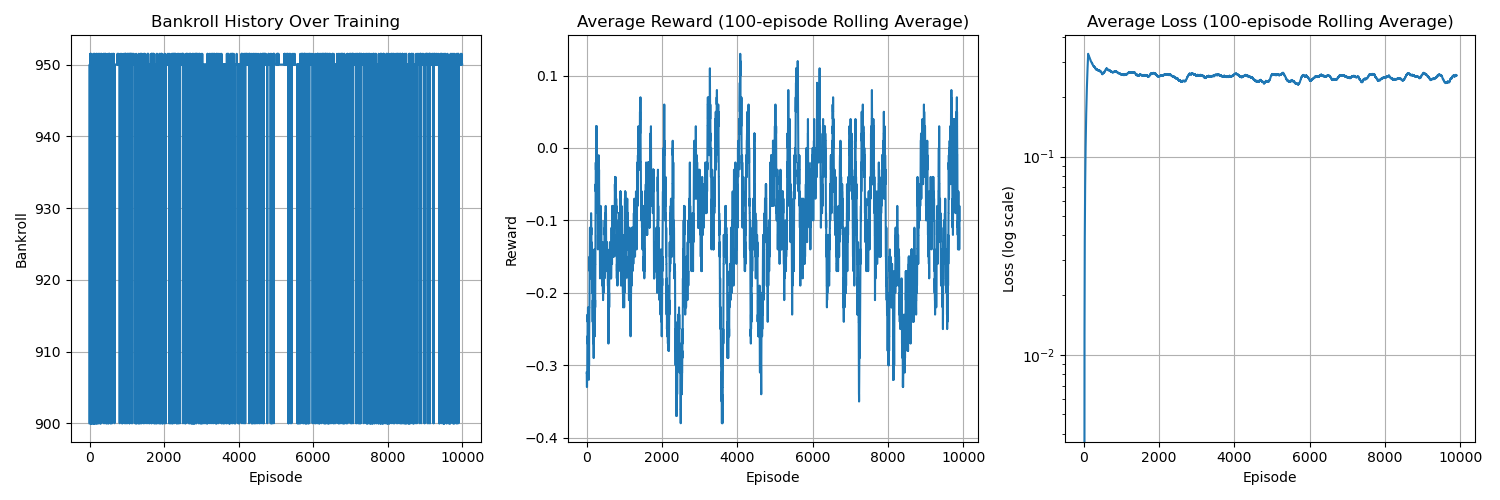 Bankroll History Over Training
Bankroll
950
940
930
920
910
900
0 2000 4000 6000 8000 10000
Episode
Average Reward (100-episode Rolling Average)
Reward
0.1
0.0
−0.1
−0.2
−0.3
−0.4
0 2000 4000 6000 8000 10000
Episode
Average Loss (100-episode Rolling Average)
Loss (log scale)
10⁻¹
10⁻²
0 2000 4000 6000 8000 10000
Episode